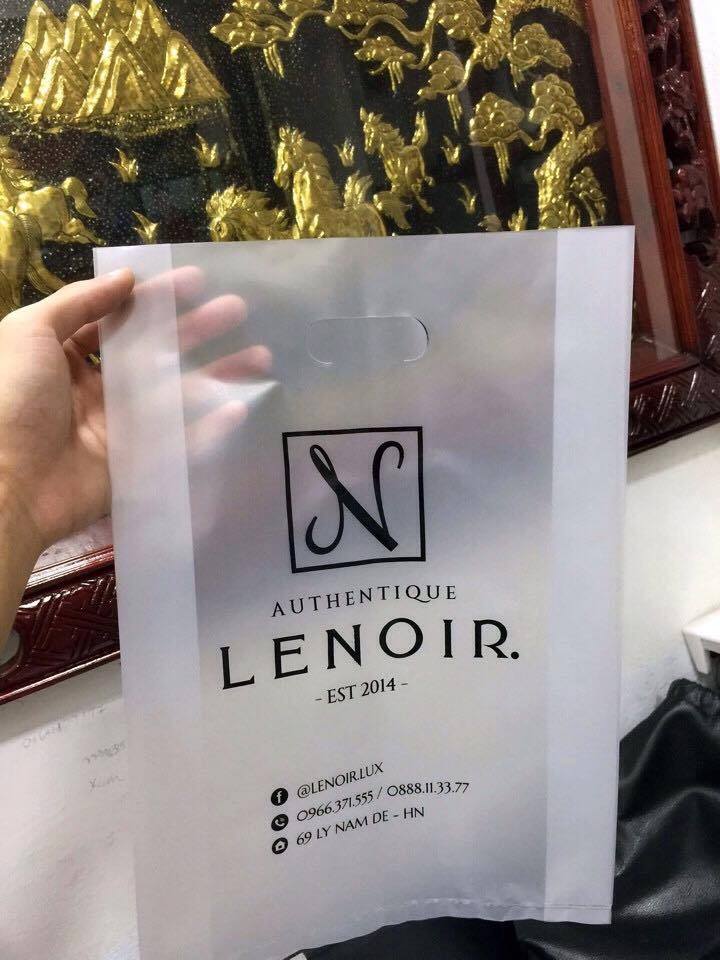 N
AUTHENTIQUE
LENOIR.
- EST 2014 -
@LENOIR.LUX
0966.371.555 / 0888.11.33.77
69 LY NAM DE - HN